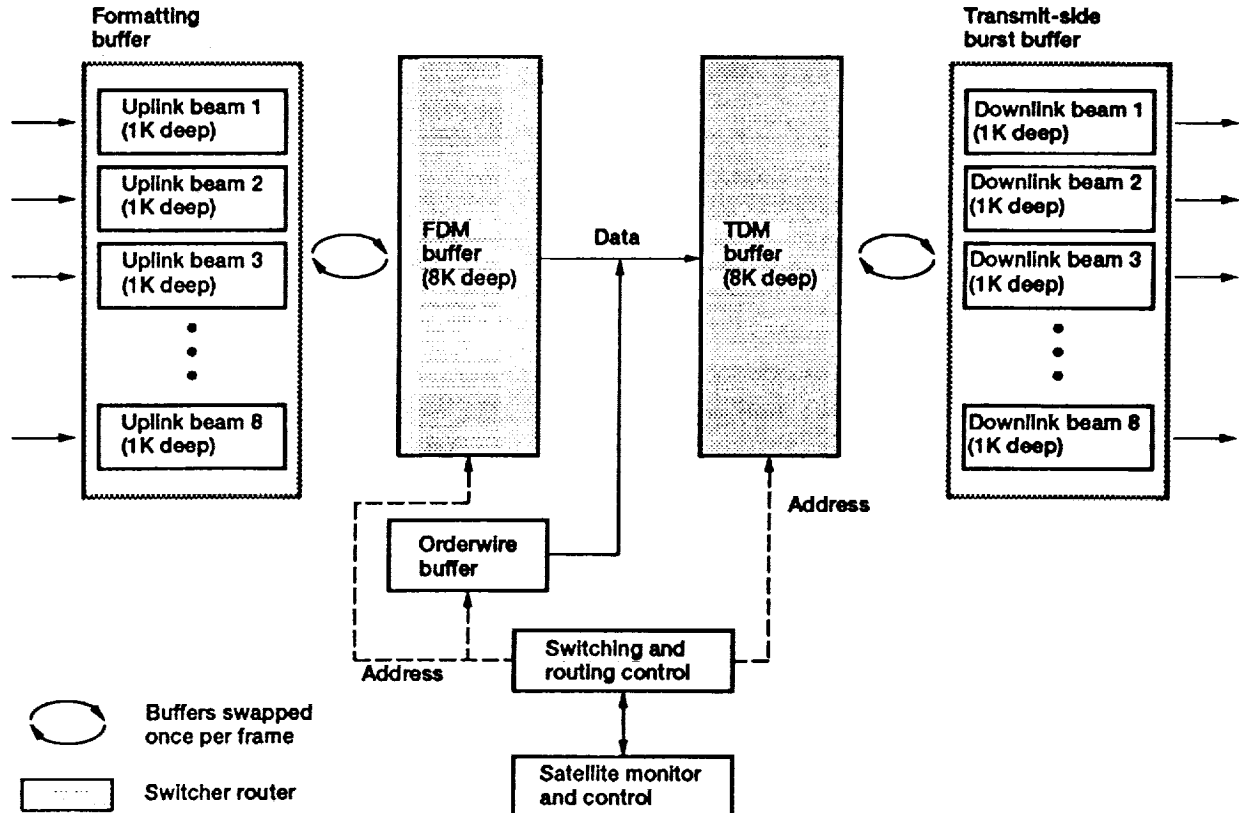 Formatting
buffer
Transmit-side
burst buffer
Uplink beam 1
(1K deep)
Uplink beam 2
(1K deep)
Uplink beam 3
(1K deep)
Uplink beam 8
(1K deep)
FDM
buffer
(8K deep)
Data
TDM
buffer
(8K deep)
Downlink beam 1
(1K deep)
Downlink beam 2
(1K deep)
Downlink beam 3
(1K deep)
Downlink beam 8
(1K deep)
Address
Orderwire
buffer
Address
Switching and
routing control
Satellite monitor
and control
Buffers swapped
once per frame
Switcher router